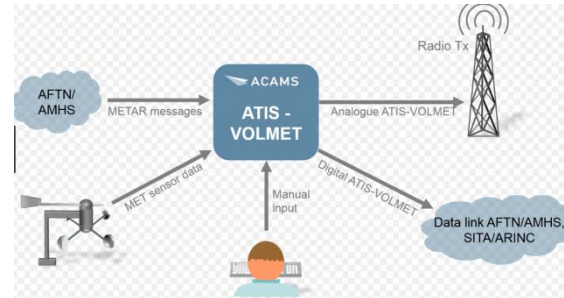 Radio Tx
AFTN/
AMHS
METAR messages
ACAMS
ATIS -
VOLMET
Analogue ATIS-VOLMET
MET sensor data
Manual
input
Digital ATIS-VOLMET
Data link AFTN/AMHS,
SITA/ARINC